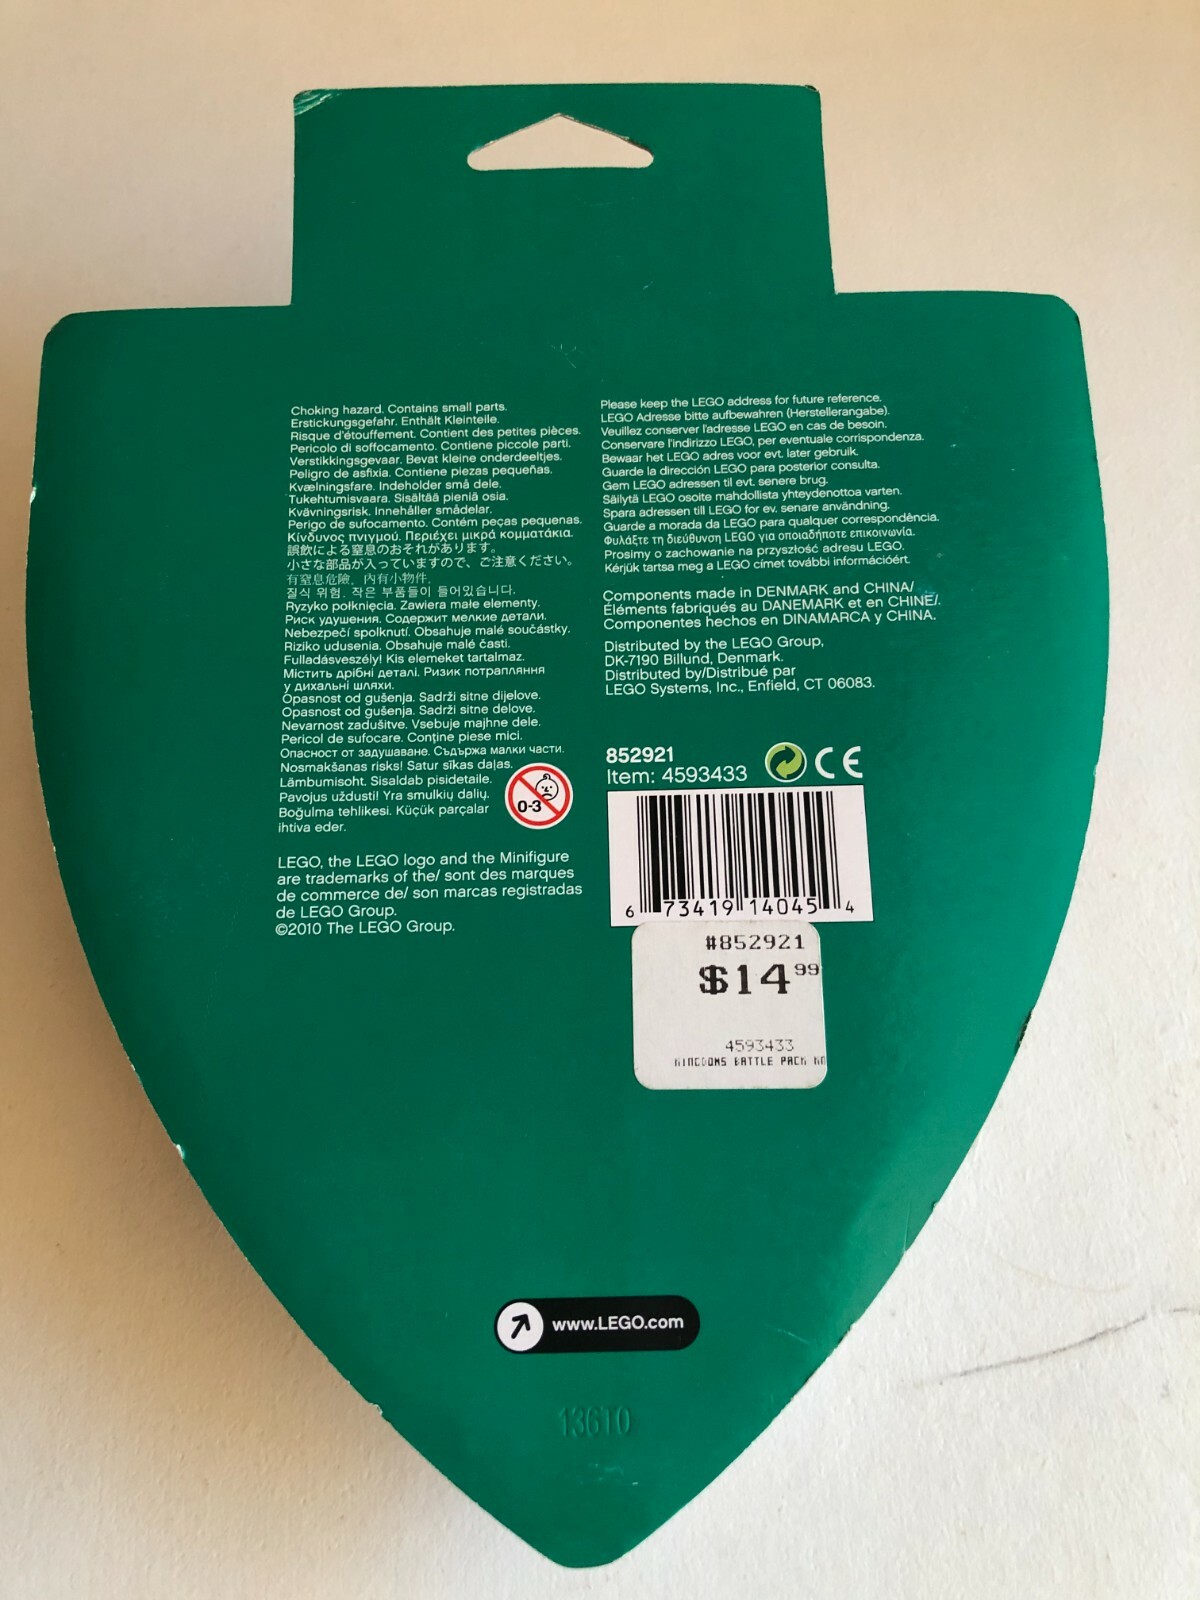 Choking hazard. Contains small parts.
Erstickungsgefahr. Enthält Kleinteile.
Risque d'étouffement. Contient des petites pièces.
Pericolo di soffocamento. Contiene piccole parti.
Verstikkingsgevaar. Bevat kleine onderdeeltjes.
Peligro de asfixia. Contiene piezas pequeñas.
Kvælningsfare. Indeholder små dele.
Tukehtumisvaara. Sisältää pieniä osia.
Kvävningsrisk. Innehåller smådelar.
Perigo de sufocamento. Contém peças pequenas.
Κίνδυνος πνιγμού. Περιέχει μικρά κομματάκια.
誤飲による窒息のおそれがあります。
小さな部品が入っていますので、ご注意ください。
有窒息危險，內有小物件.
질식 위험. 작은 부품들이 들어있습니다.
Ryzyko połknięcia. Zawiera małe elementy.
Риск удушения. Содержит мелкие детали.
Nebezpečí spolknutí. Obsahuje malé součástky.
Riziko udusenia. Obsahuje malé časti.
Fulladásveszély! Kis elemeket tartalmaz.
Містить дрібні деталі. Ризик потрапляння
у дихальні шляхи.
Opasnost od gušenja. Sadrži sitne dijelove.
Opasnost od gušenja. Sadrži sitne delove.
Nevarnost zadušitve. Vsebuje majhne dele.
Pericol de sufocare. Conține piese mici.
Опасност от задушаване. Съдържа малки части.
Nosmakšanas risks! Satur sīkas daļas.
Lämbumisoht. Sisaldab pisidetaile.
Pavojus uždusti! Yra smulkių dalių.
Boğulma tehlikesi. Küçük parçalar
ihtiva eder.
0-3
LEGO, the LEGO logo and the Minifigure
are trademarks of the/ sont des marques
de commerce de/ son marcas registradas
de LEGO Group.
©2010 The LEGO Group.
Please keep the LEGO address for future reference.
LEGO Adresse bitte aufbewahren (Herstellerangabe).
Veuillez conserver l'adresse LEGO en cas de besoin.
Conservare l'indirizzo LEGO, per eventuale corrispondenza.
Bewaar het LEGO adres voor evt. later gebruik.
Guarde la dirección LEGO para posterior consulta.
Gem LEGO adressen til evt. senere brug.
Säilytä LEGO osoite mahdollista yhteydenottoa varten.
Spara adressen till LEGO for ev. senare användning.
Guarde a morada da LEGO para qualquer correspondência.
Φυλάξτε τη διεύθυνση LEGO για οποιαδήποτε επικοινωνία.
Prosimy o zachowanie na przyszłość adresu LEGO.
Kérjük tartsa meg a LEGO címet további információért.
Components made in DENMARK and CHINA/
Éléments fabriqués au DANEMARK et en CHINE/.
Componentes hechos en DINAMARCA y CHINA.
Distributed by the LEGO Group,
DK-7190 Billund, Denmark.
Distributed by/Distribué par
LEGO Systems, Inc., Enfield, CT 06083.
852921
Item: 4593433
CE
6 73419 14045 4
#852921
$14.99
4593433
KINGDOMS BATTLE PACK KN
www.LEGO.com
136T0